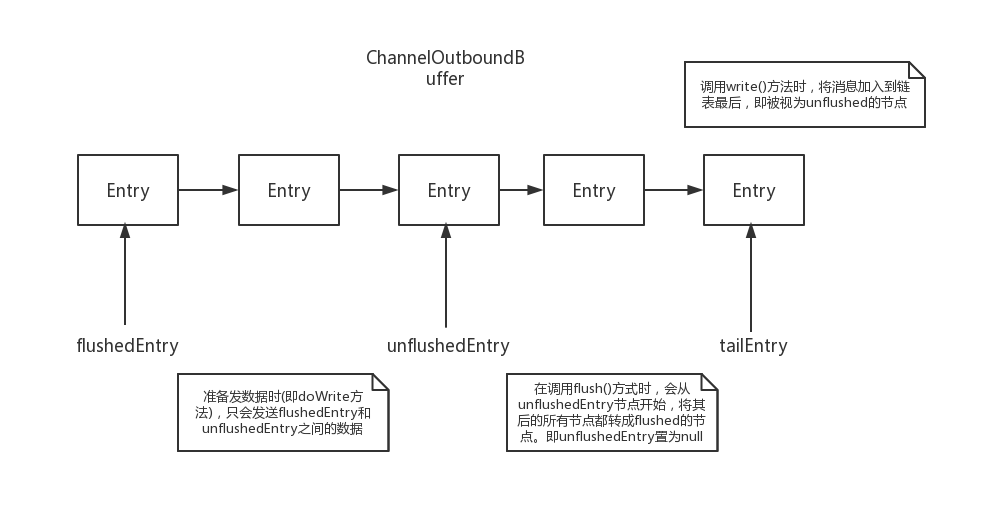 ChannelOutboundB
uffer
调用write()方法时，将消息加入到链
表最后，即被视为unflushed的节点
Entry
Entry
Entry
Entry
Entry
flushedEntry
unflushedEntry
tailEntry
准备发数据时(即doWrite方
法)，只会发送flushedEntry和
unflushedEntry之间的数据
在调用flush()方式时，会从
unflushedEntry节点开始，将其
后的所有节点都转成flushed的节
点。即unflushedEntry置为null